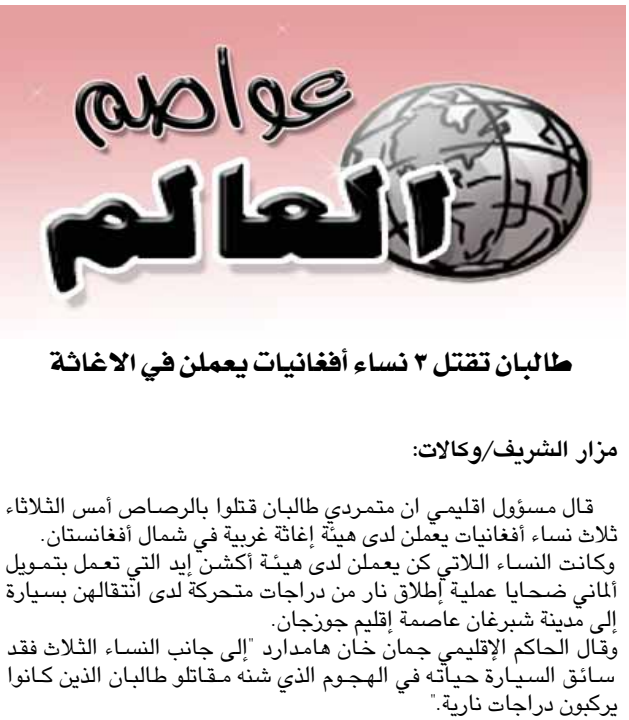 عواصم
العالم
طالبان تقتل ٣ نساء أفغانيات يعملن في الاغاثة
مزار الشريف/وكالات:
قال مسؤول اقليمي ان متمردي طالبان قتلوا بالرصاص أمس الثلاثاء
ثلاث نساء أفغانيات يعملن لدى هيئة إغاثة غربية في شمال أفغانستان.
وكانت النساء اللاتي كن يعملن لدى هيئة أكشن إيد التي تعمل بتمويل
ألماني ضحايا عملية إطلاق نار من دراجات متحركة لدى انتقالهن بسيارة
إلى مدينة شبرغان عاصمة إقليم جوزجان.
وقال الحاكم الإقليمي جمان خان هامدارد "إلى جانب النساء الثلاث فقد
سائق السيارة حياته في الهجوم الذي شنه مقاتلو طالبان الذين كانوا
يركبون دراجات نارية."